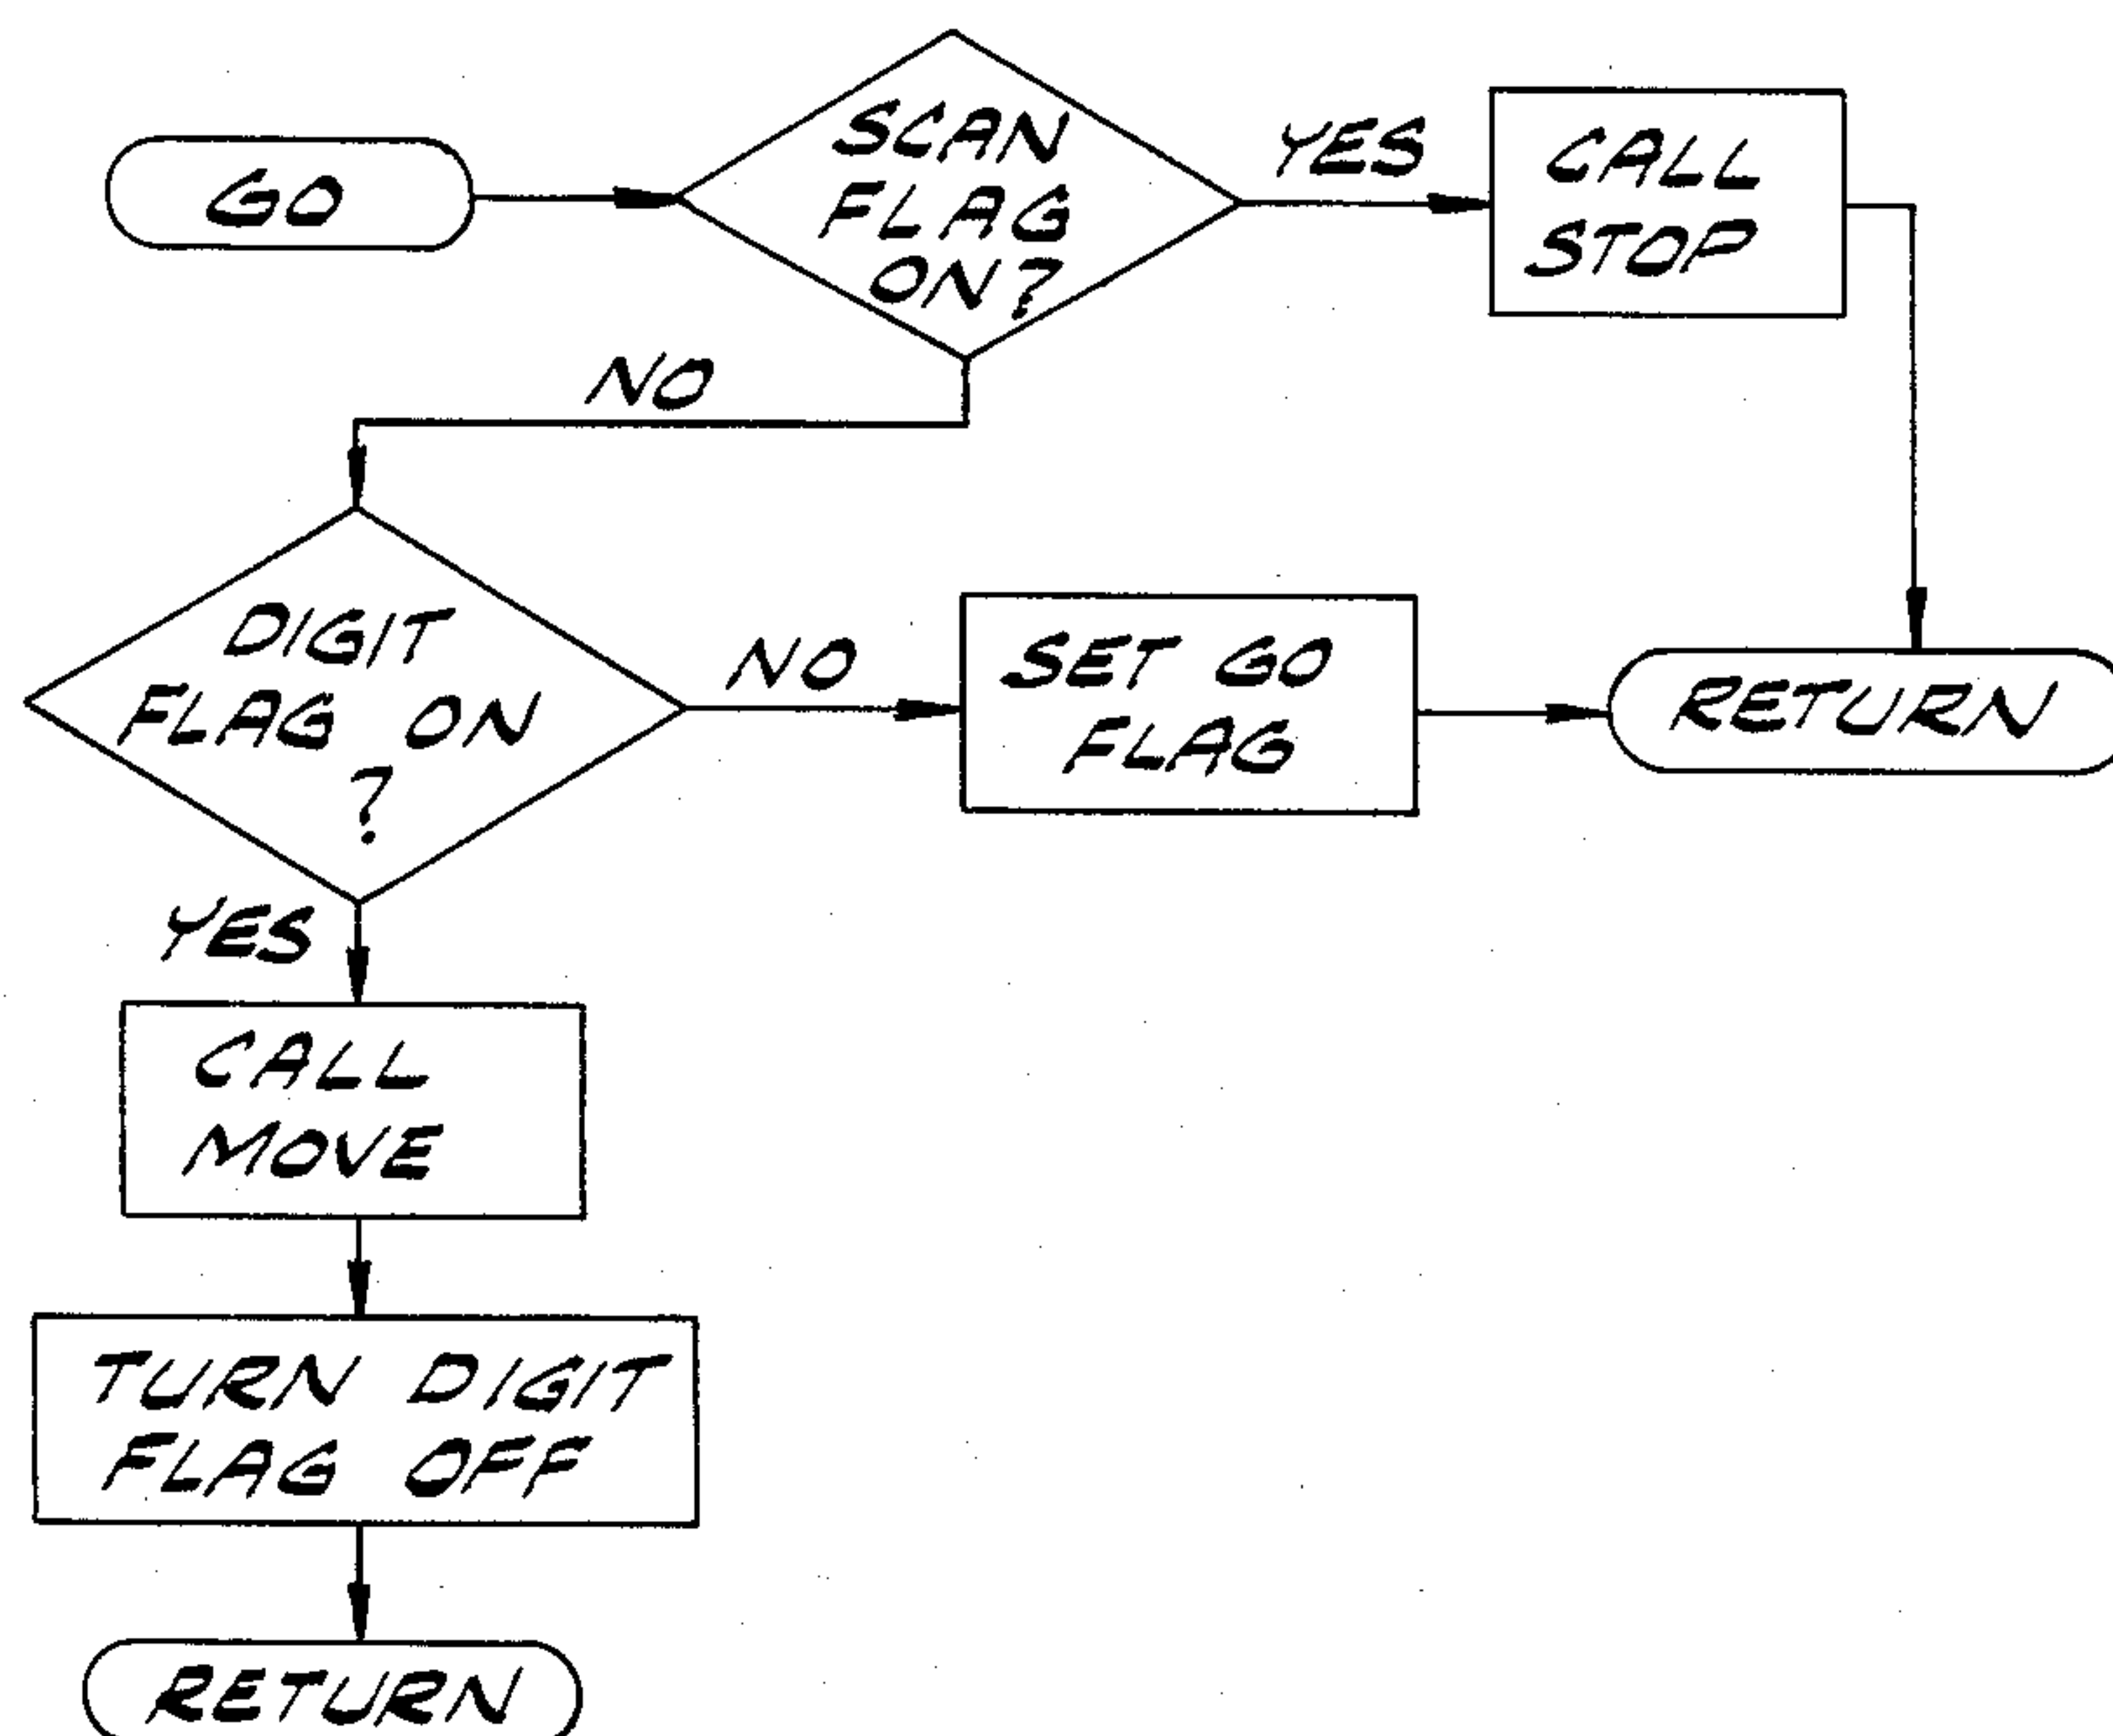 GO
SCAN
FLAG
ON?
YES
CALL
STOP
NO
DIGIT
FLAG ON
?
NO
SET GO
FLAG
RETURN
YES
CALL
MOVE
TURN DIGIT
FLAG OFF
RETURN